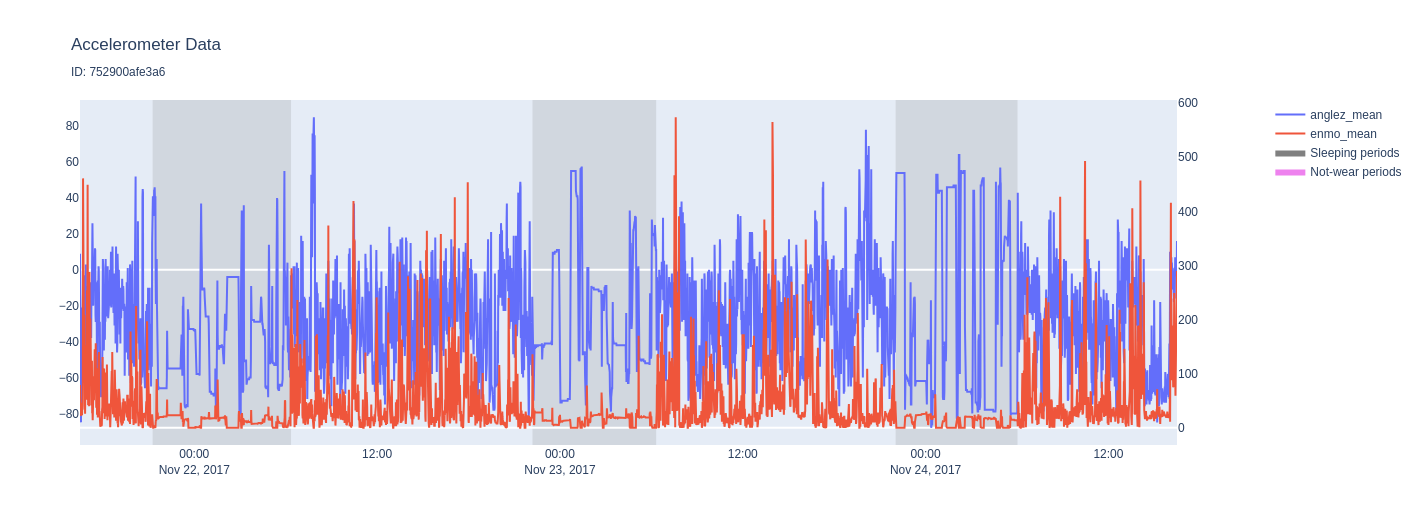 Accelerometer Data
ID: 752900afe3a6
80
60
40
20
0
−20
−40
−60
−80
600
500
400
300
200
100
0
anglez_mean
enmo_mean
Sleeping periods
Not-wear periods
00:00
Nov 22, 2017
12:00
00:00
Nov 23, 2017
12:00
00:00
Nov 24, 2017
12:00